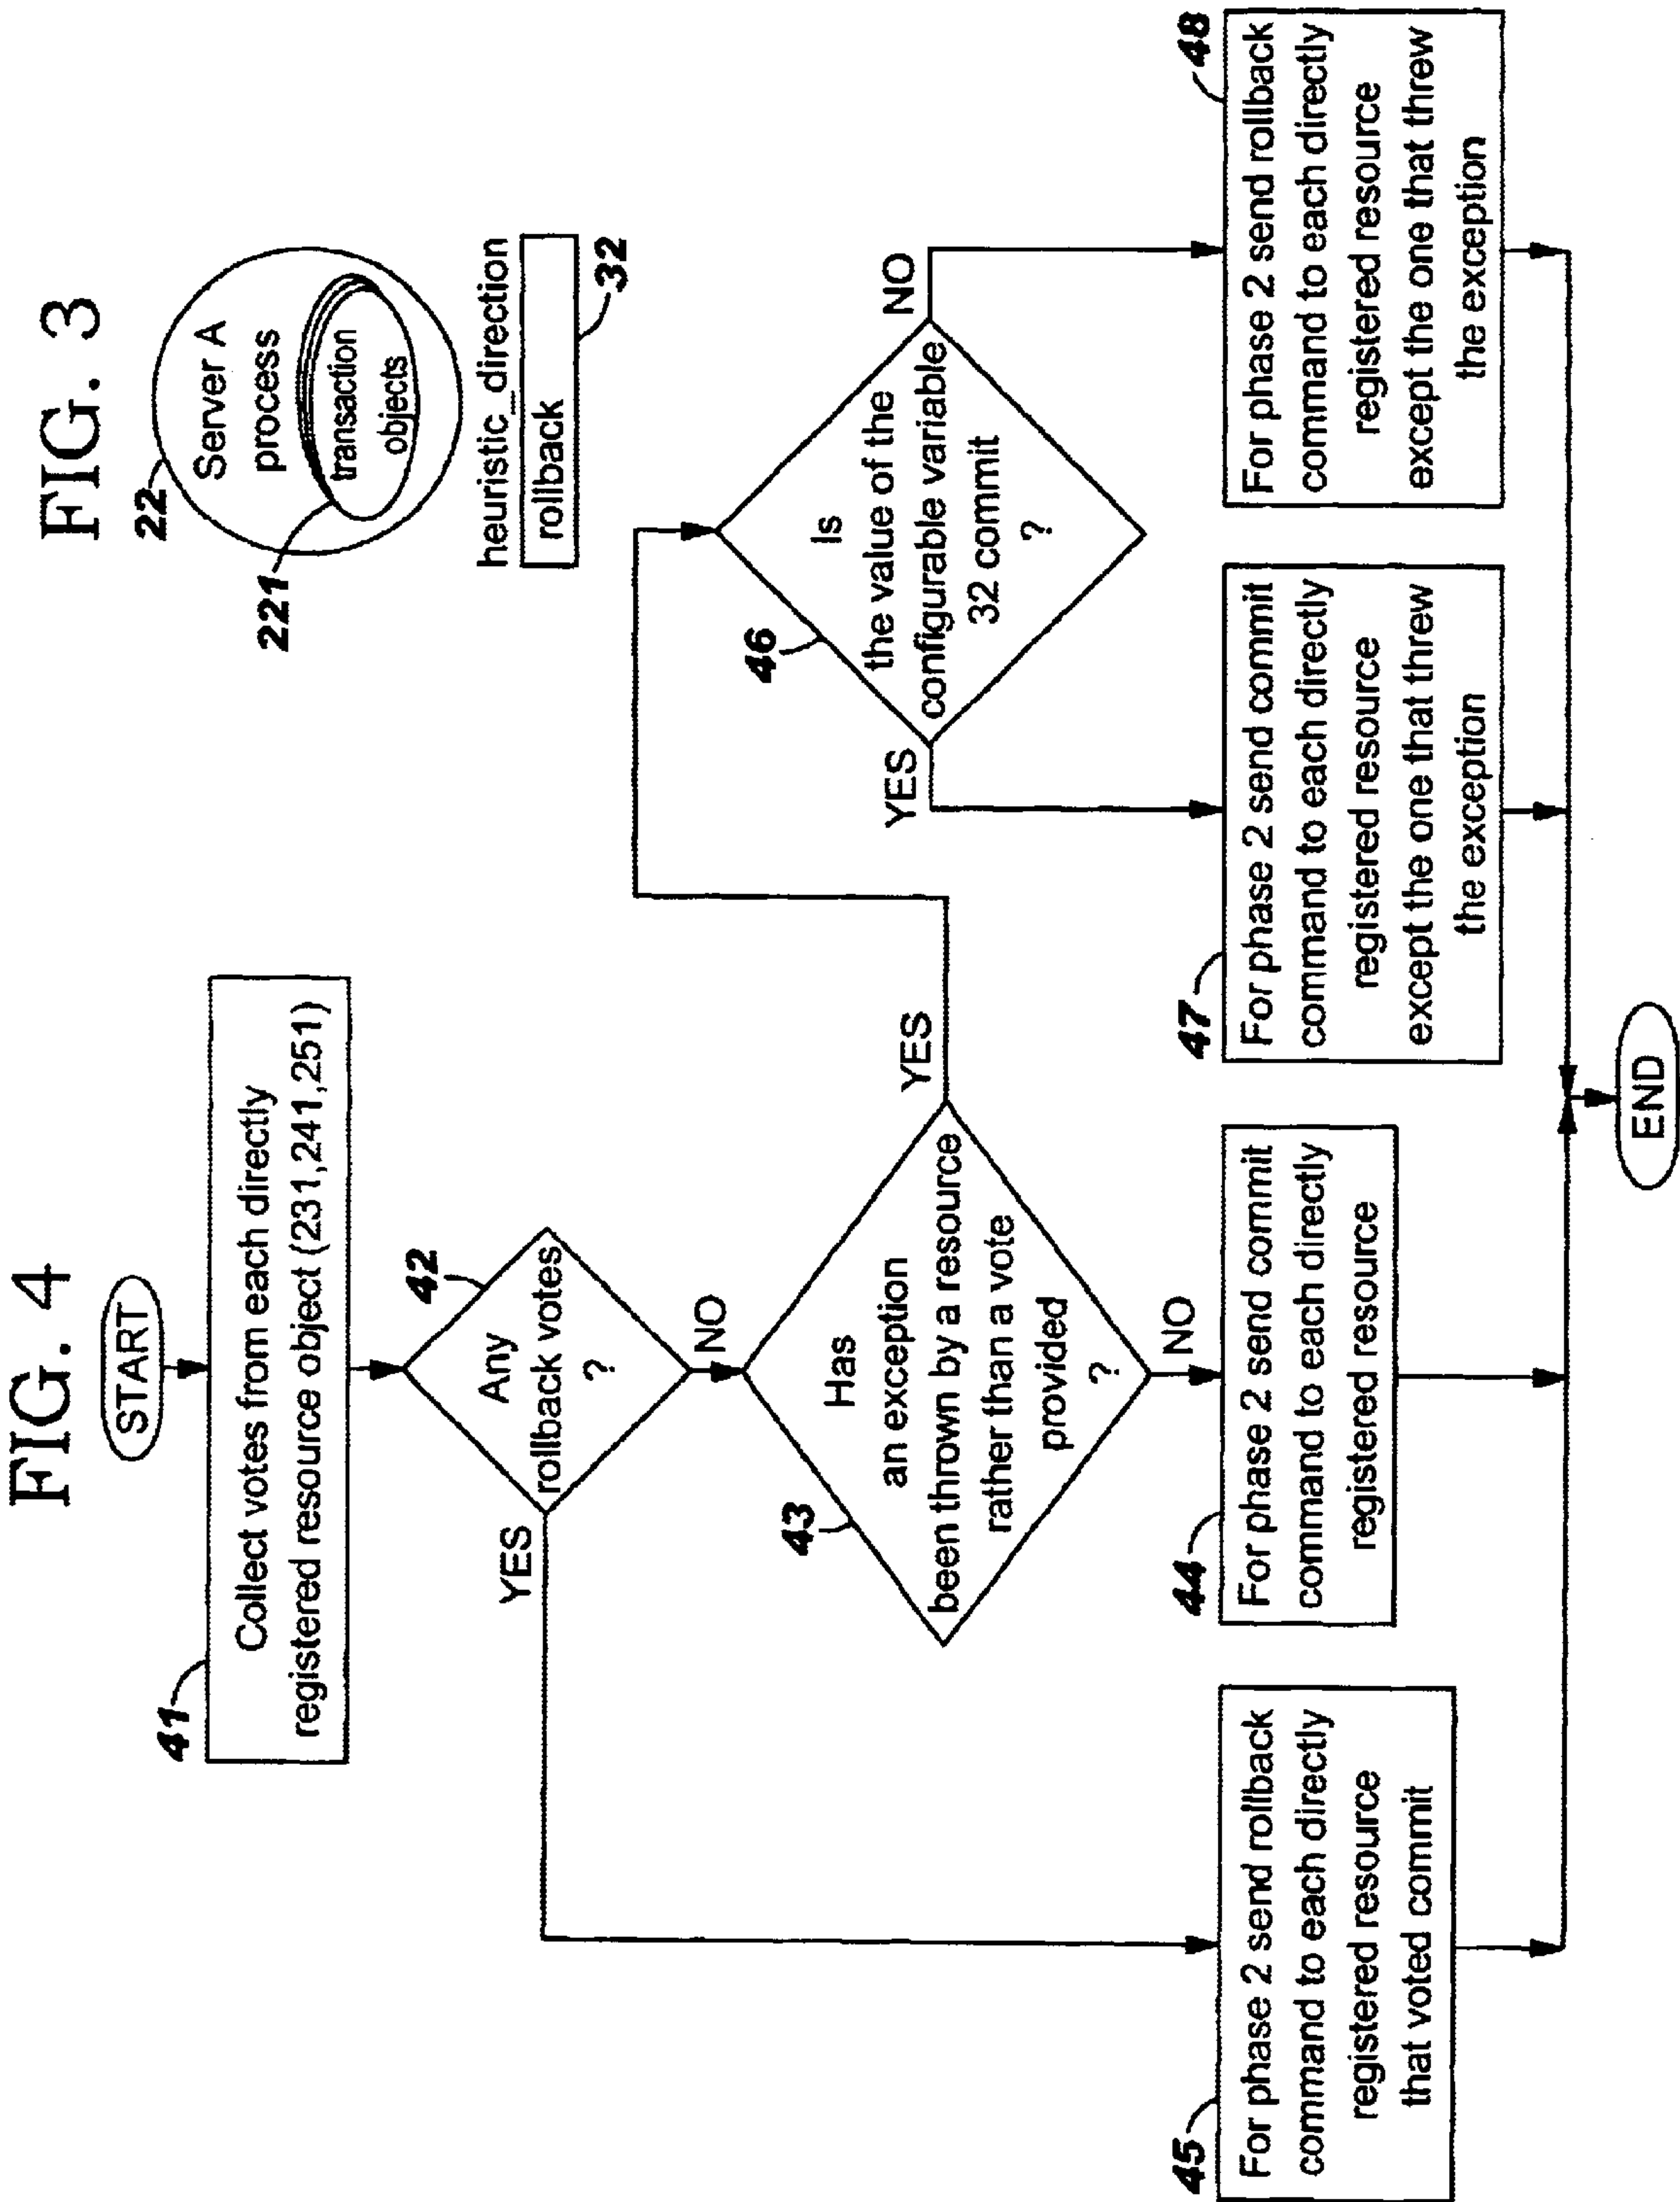 FIG. 4
START
41
Collect votes from each directly
registered resource object (231,241,251)
42
Any
rollback votes
?
YES
NO
43
Has
an exception
been thrown by a resource
rather than a vote
provided
?
YES
NO
45
For phase 2 send rollback
command to each directly
registered resource
that voted commit
44
For phase 2 send commit
command to each directly
registered resource
FIG. 3
22
Server A
process
221
transaction
objects
heuristic_direction
rollback
32
46
Is
the value of the
configurable variable
32 commit
?
YES
NO
47
For phase 2 send commit
command to each directly
registered resource
except the one that threw
the exception
48
For phase 2 send rollback
command to each directly
registered resource
except the one that threw
the exception
END